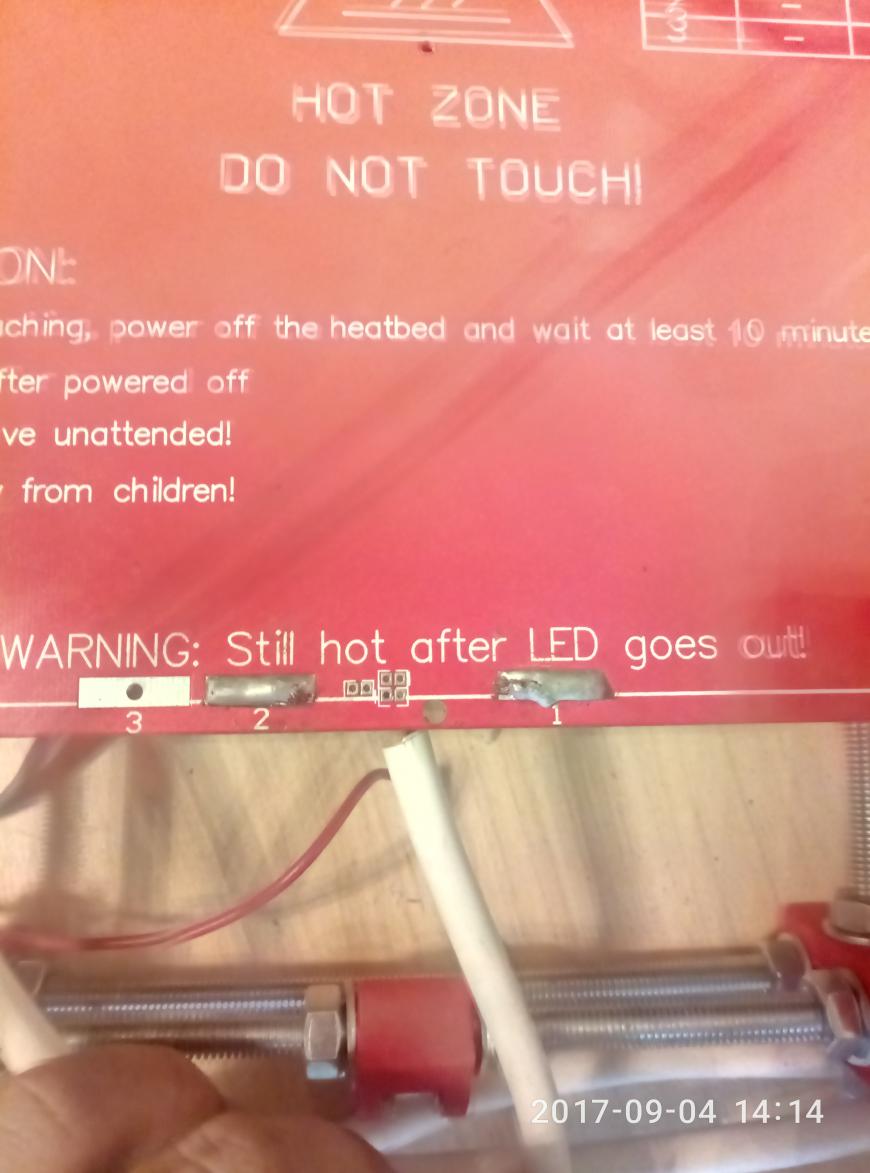 HOT ZONE
DO NOT TOUCH!
ON:
ching, power off the heatbed and wait at least 10 minute
fter powered off
ve unattended!
from children!
WARNING: Still hot after LED goes out!
3 2 1
2017-09-04 14:14